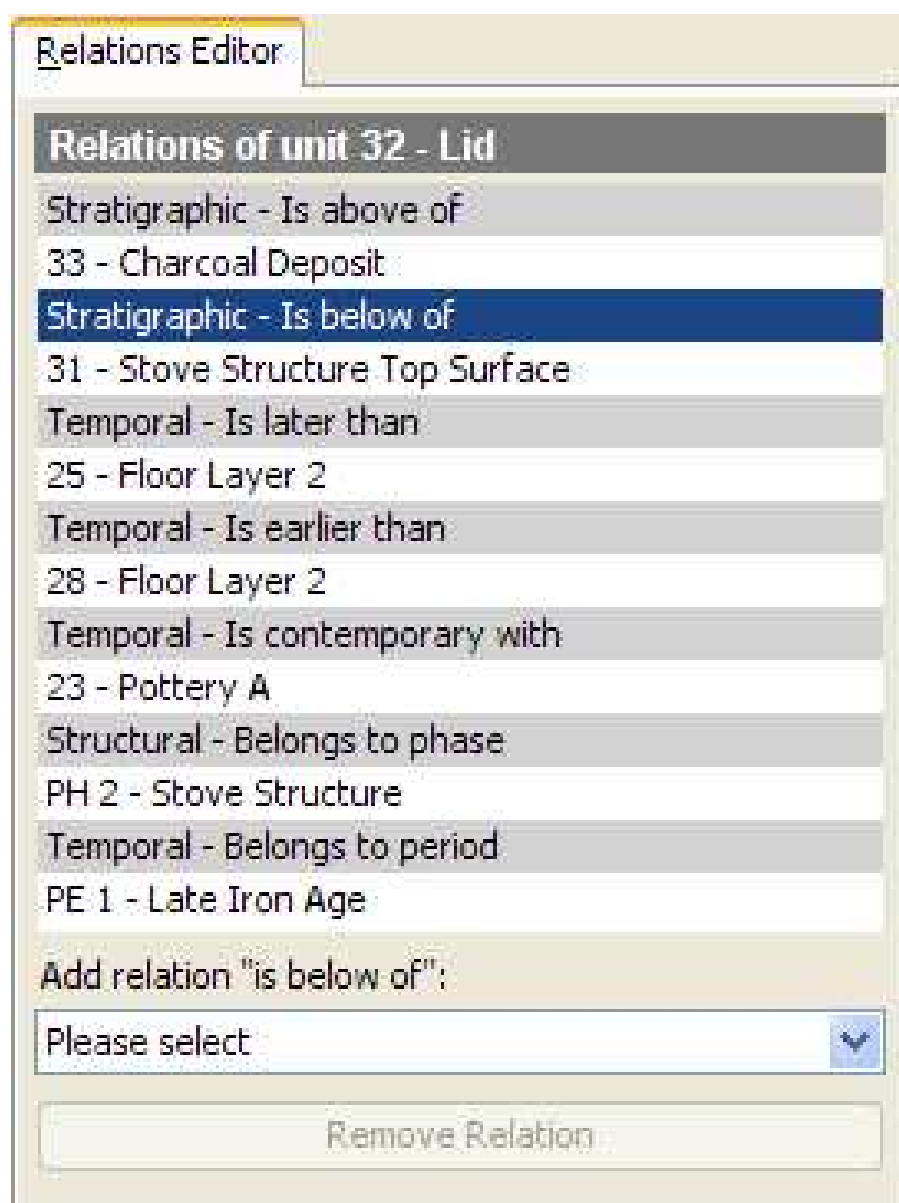 Relations Editor
Relations of unit 32 - Lid
Stratigraphic - Is above of
33 - Charcoal Deposit
Stratigraphic - Is below of
31 - Stove Structure Top Surface
Temporal - Is later than
25 - Floor Layer 2
Temporal - Is earlier than
28 - Floor Layer 2
Temporal - Is contemporary with
23 - Pottery A
Structural - Belongs to phase
PH 2 - Stove Structure
Temporal - Belongs to period
PE 1 - Late Iron Age
Add relation "is below of":
Please select
Remove Relation